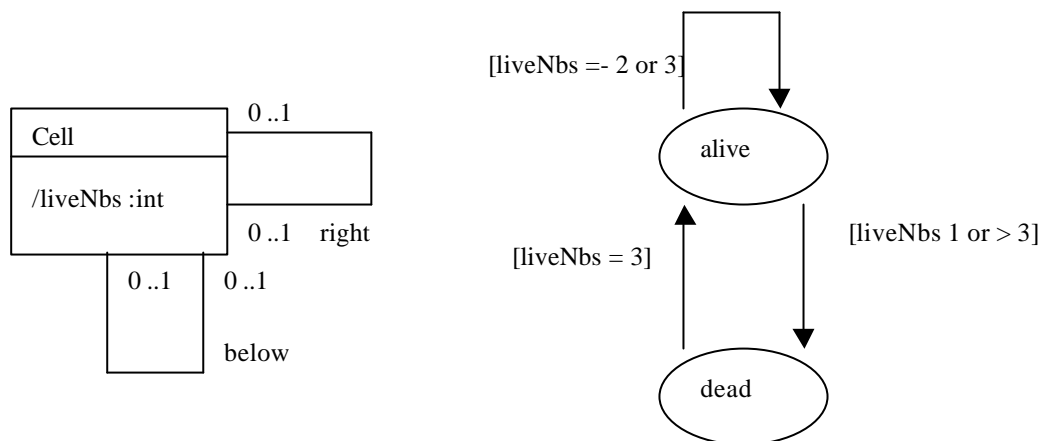 Cell
/liveNbs :int
0 ..1
0 ..1 right
0 ..1 0 ..1
below
[liveNbs =- 2 or 3]
alive
[liveNbs = 3]
[liveNbs 1 or > 3]
dead